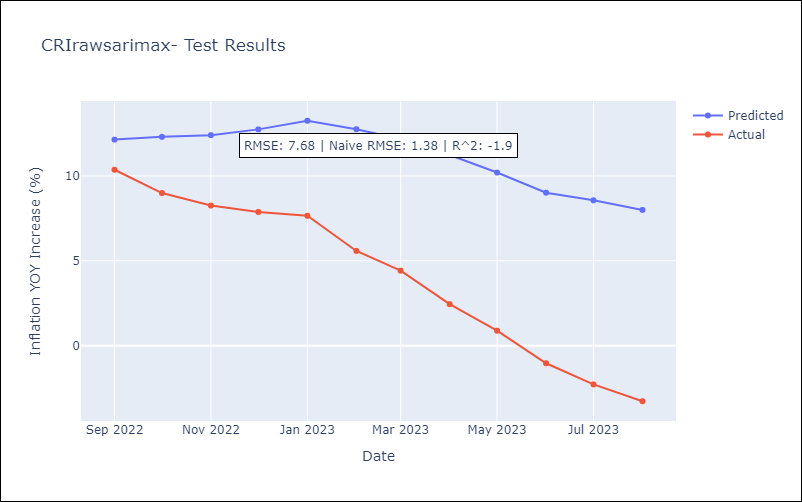 CRIrawsarimax- Test Results
Predicted
Actual
RMSE: 7.68 | Naive RMSE: 1.38 | R^2: -1.9
Inflation YOY Increase (%)
10
5
0
Sep 2022
Nov 2022
Jan 2023
Mar 2023
May 2023
Jul 2023
Date